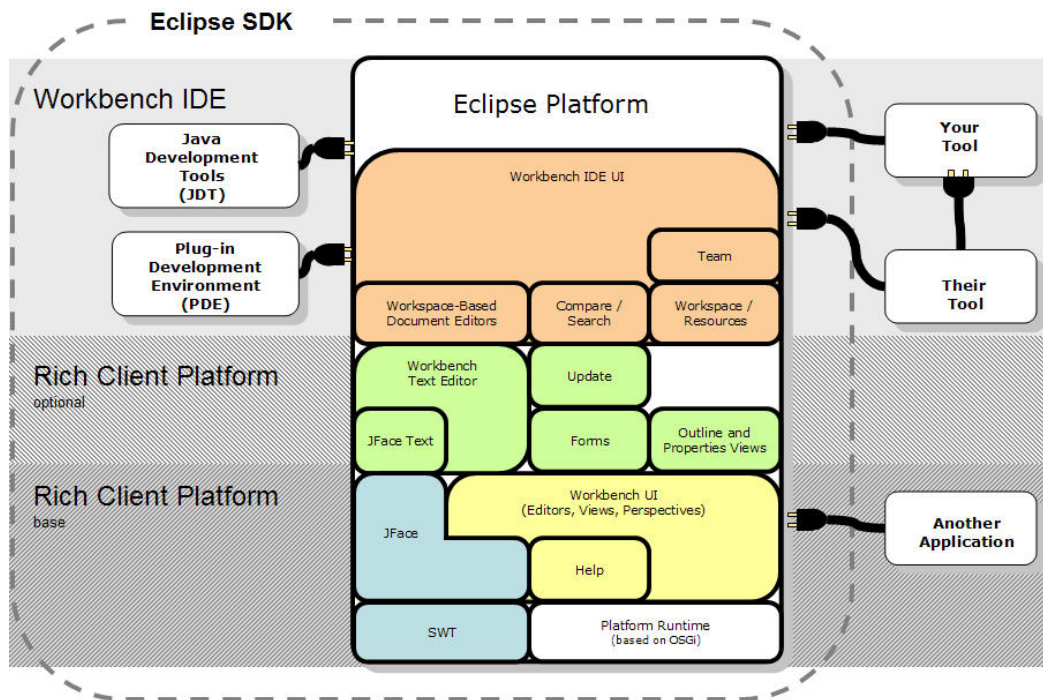 Eclipse SDK
Workbench IDE
Eclipse Platform
Java
Development
Tools
(JDT)
Your
Tool
Workbench IDE UI
Plug-in
Development
Environment
(PDE)
Team
Their
Tool
Workspace-Based
Document Editors
Compare /
Search
Workspace /
Resources
Rich Client Platform
optional
Workbench
Text Editor
Update
JFace Text
Forms
Outline and
Properties Views
Rich Client Platform
base
Workbench UI
(Editors, Views, Perspectives)
JFace
Another
Application
Help
SWT
Platform Runtime
(based on OSGi)